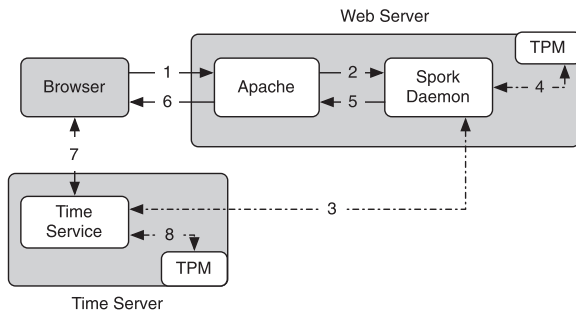 Web Server
TPM
Browser
1
Apache
2
Spork
Daemon
4
6
5
7
Time
Service
3
8
TPM
Time Server